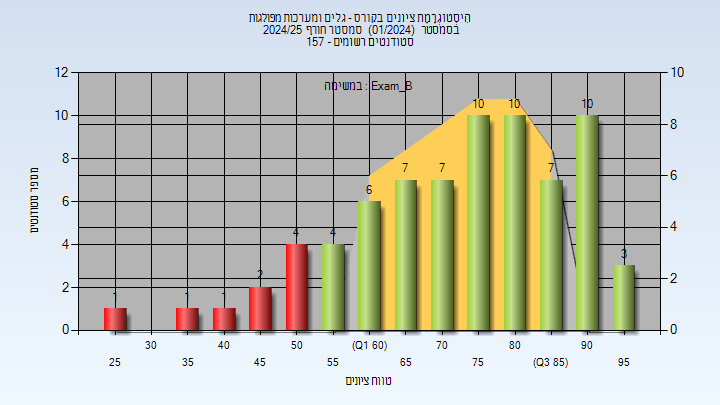 היסטוגרמת ציונים בקורס - גלים ומערכות מפולגות
בסמסטר (01/2024) סמסטר חורף 2024/25
סטודנטים רשומים - 157
במשימה : Exam_B
מספר סטודנטים
12 10 8 6 4 2 0
10 8 6 4 2 0
1 1 1 2 4 4 6 7 7 10 10 7 10 3
30 40 50 (Q1 60) 70 80 90
25 35 45 55 65 75 (Q3 85) 95
טווח ציונים